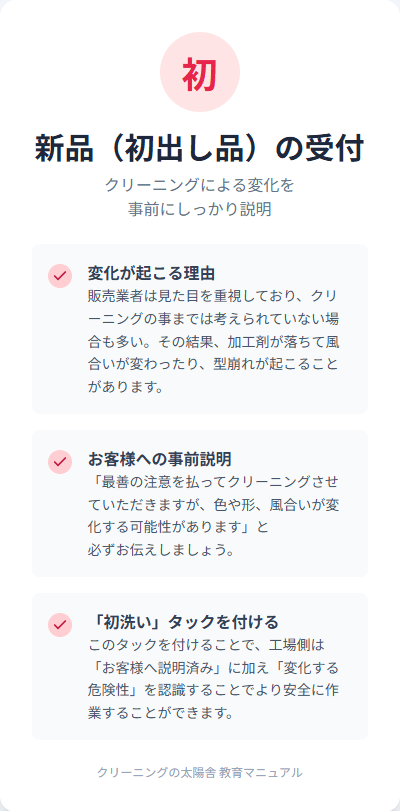 初
新品（初出し品）の受付
クリーニングによる変化を
事前にしっかり説明
変化が起こる理由
販売業者は見た目を重視しており、クリ
ーニングの事までは考えられていない場
合も多い。その結果、加工剤が落ちて風
合いが変わったり、型崩れが起こること
があります。
お客様への事前説明
「最善の注意を払ってクリーニングさせ
ていただきますが、色や形、風合いが変
化する可能性があります」と
必ずお伝えしましょう。
「初洗い」タックを付ける
このタックを付けることで、工場側は
「お客様へ説明済み」に加え「変化する
危険性」を認識することでより安全に作
業することができます。
クリーニングの太陽舎 教育マニュアル